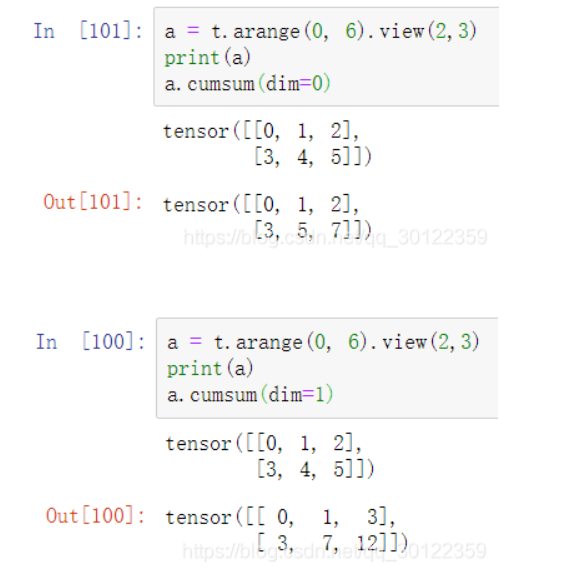 In [101]: a = t.arange(0, 6).view(2,3)
print(a)
a.cumsum(dim=0)
tensor([[0, 1, 2],
[3, 4, 5]])
Out[101]: tensor([[0, 1, 2],
[3, 5, 7]])
https://blog.csdn.net/qq_30122359
In [100]: a = t.arange(0, 6).view(2,3)
print(a)
a.cumsum(dim=1)
tensor([[0, 1, 2],
[3, 4, 5]])
Out[100]: tensor([[ 0, 1, 3],
[ 3, 7, 12]])
https://blog.csdn.net/qq_30122359